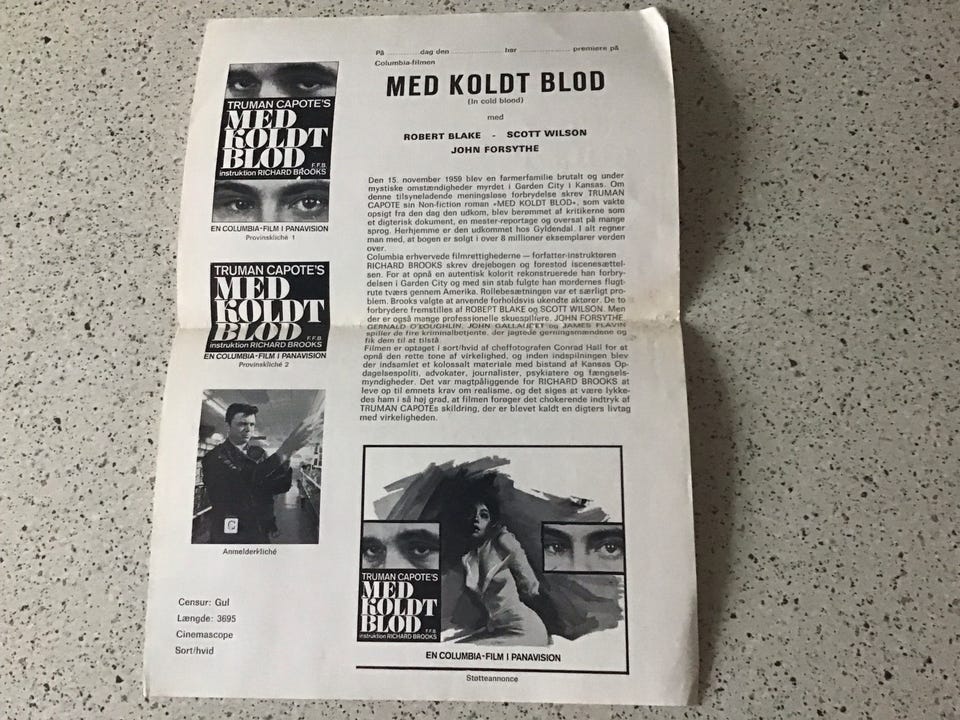 På ........ dag den ................ har ................ premiere på
Columbia-filmen
MED KOLDT BLOD
(In cold blood)
med
ROBERT BLAKE - SCOTT WILSON
JOHN FORSYTHE
Den 15. november 1959 blev en farmerfamilie brutalt og under
mystiske omstændigheder myrdet i Garden City i Kansas. Om
denne tilsyneladende meningsløse forbrydelse skrev TRUMAN
CAPOTE sin Non-fiction roman »MED KOLDT BLOD«, som vakte
opsigt fra den dag den udkom, blev berømmet af kritikerne som
et digterisk dokument, en mester-reportage og oversat på mange
sprog. Herhjemme er den udkommet hos Gyldendal. I alt regner
man med, at bogen er solgt i over 8 millioner eksemplarer verden
over.
Columbia erhvervede filmrettighederne — forfatter-instruktøren
RICHARD BROOKS skrev drejebogen og forestod iscenesættel-
sen. For at opnå en autentisk kolorit rekonstruerede han forbry-
delsen i Garden City og med sin stab fulgte han mordernes flugt-
rute tværs gennem Amerika. Rollebesætningen var et særligt pro-
blem. Brooks valgte at anvende forholdsvis ukendte aktører. De to
forbrydere fremstilles af ROBERT BLAKE og SCOTT WILSON. Men
der er også mange professionelle skuespillere. JOHN FORSYTHE,
GERNALD O'LOUGHLIN, JOHN GALLAUCET og JAMES FLAVIN
spiller de fire kriminalbetjente, der jagtede gerningsmændene og
fik dem til at tilstå.
Filmen er optaget i sort/hvid af cheffotografen Conrad Hall for at
opnå den rette tone af virkelighed, og inden indspilningen blev
der indsamlet et kolossalt materiale med bistand af Kansas Op-
dagelsespoliti, advokater, journalister, psykiatere og fængsels-
myndigheder. Det var magtpåliggende for RICHARD BROOKS at
leve op til emnets krav om realisme, og det siges at være lykke-
des ham i så høj grad, at filmen forøger det chokerende indtryk af
TRUMAN CAPOTEs skildring, der er blevet kaldt en digters livtag
med virkeligheden.
TRUMAN CAPOTE'S
MED
KOLDT
BLOD
F.F.B.
instruktion RICHARD BROOKS
EN COLUMBIA-FILM I PANAVISION
Provinskliché 1
TRUMAN CAPOTE'S
MED
KOLDT
BLOD
F.F.B.
instruktion RICHARD BROOKS
EN COLUMBIA-FILM I PANAVISION
Provinskliché 2
C
Anmelderkliché
Censur: Gul
Længde: 3695
Cinemascope
Sort/hvid
TRUMAN CAPOTE'S
MED
KOLDT
BLOD
F.F.B.
instruktion RICHARD BROOKS
EN COLUMBIA-FILM I PANAVISION
Støtteannonce